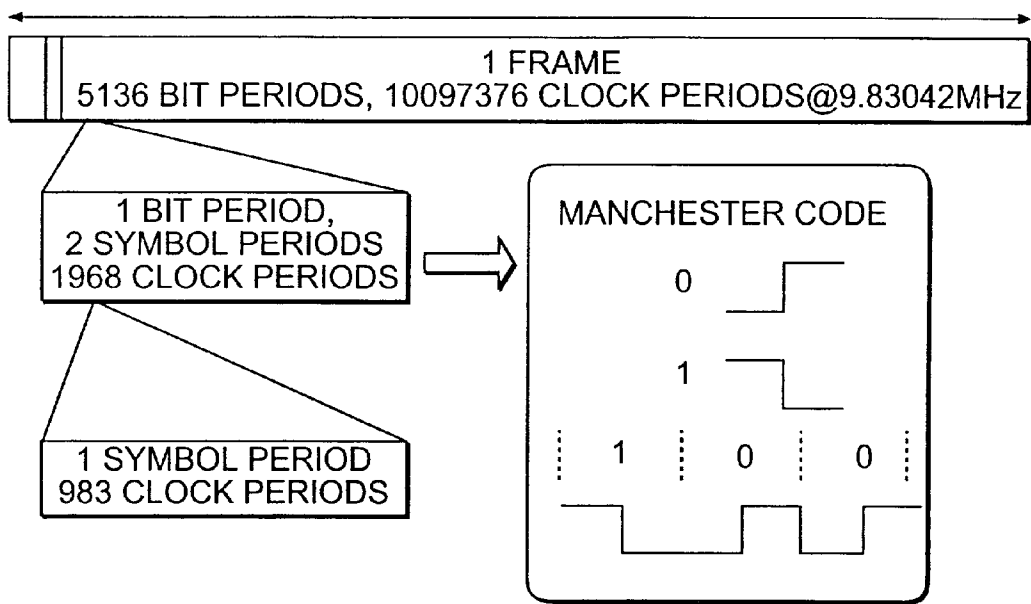 1 FRAME
5136 BIT PERIODS, 10097376 CLOCK PERIODS@9.83042MHz
1 BIT PERIOD,
2 SYMBOL PERIODS
1968 CLOCK PERIODS
MANCHESTER CODE
0
1
1 0 0
1 SYMBOL PERIOD
983 CLOCK PERIODS